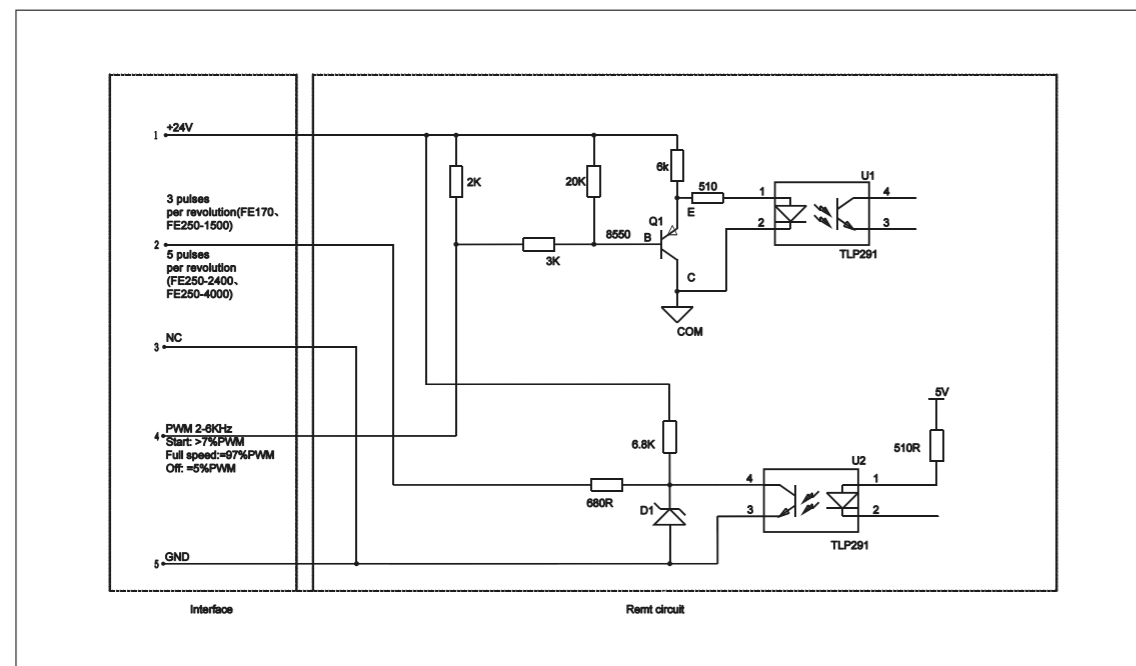 1 +24V
3 pulses
per revolution(FE170、
FE250-1500)
2
5 pulses
per revolution
(FE250-2400、
FE250-4000)
3 NC
4 PWM 2-6KHz
Start: >7%PWM
Full speed:=97%PWM
Off: =5%PWM
5 GND
Interface
2K
20K
6k
510
E
Q1
8550
B
3K
C
COM
U1
1
4
2
3
TLP291
5V
510R
6.8K
680R
D1
U2
4
1
3
2
TLP291
Remt circuit